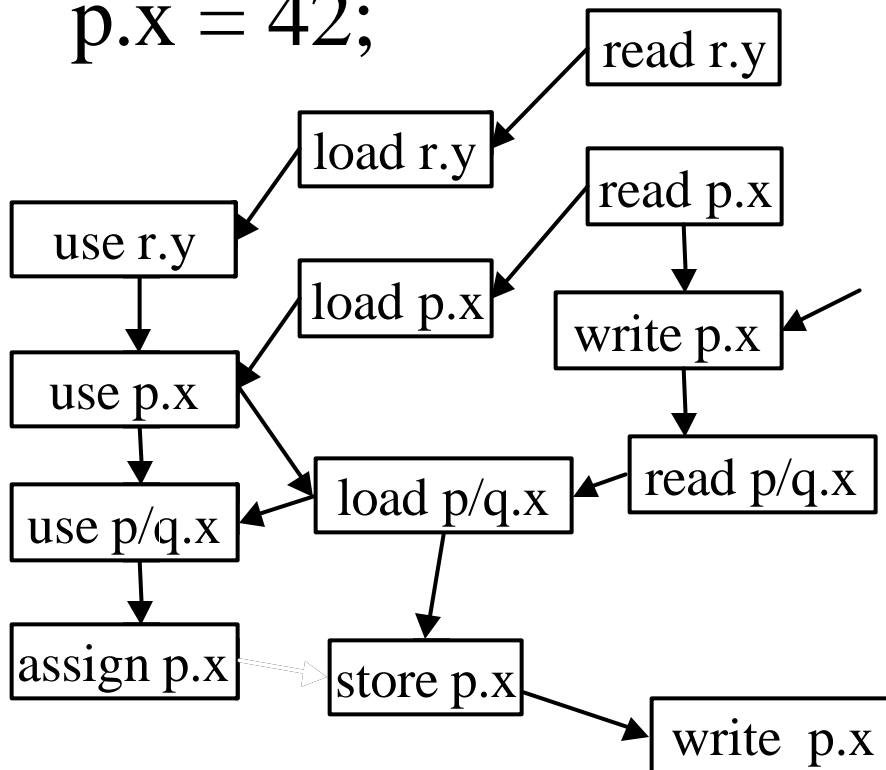 p.x = 42;
read r.y
load r.y
read p.x
use r.y
load p.x
write p.x
use p.x
load p/q.x
read p/q.x
use p/q.x
assign p.x
store p.x
write p.x